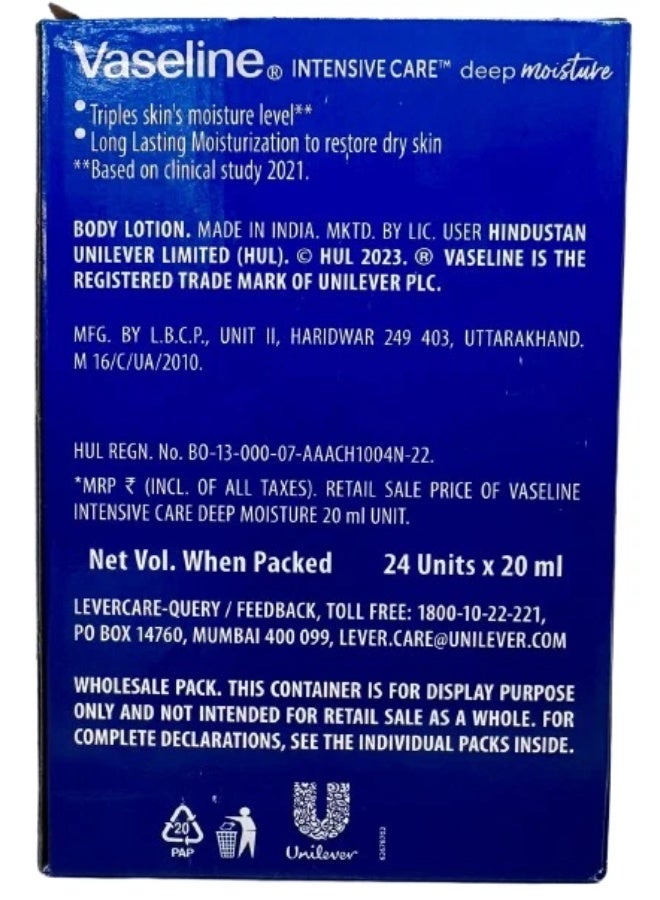 Vaseline® INTENSIVE CARE™ deep moisture
• Triples skin's moisture level**
• Long Lasting Moisturization to restore dry skin
**Based on clinical study 2021.
BODY LOTION. MADE IN INDIA. MKTD. BY LIC. USER HINDUSTAN
UNILEVER LIMITED (HUL). © HUL 2023. ® VASELINE IS THE
REGISTERED TRADE MARK OF UNILEVER PLC.
MFG. BY L.B.C.P., UNIT II, HARIDWAR 249 403, UTTARAKHAND.
M 16/C/UA/2010.
HUL REGN. No. BO-13-000-07-AAACH1004N-22.
*MRP ₹ (INCL. OF ALL TAXES). RETAIL SALE PRICE OF VASELINE
INTENSIVE CARE DEEP MOISTURE 20 ml UNIT.
Net Vol. When Packed 24 Units x 20 ml
LEVERCARE-QUERY / FEEDBACK, TOLL FREE: 1800-10-22-221,
PO BOX 14760, MUMBAI 400 099, LEVER.CARE@UNILEVER.COM
WHOLESALE PACK. THIS CONTAINER IS FOR DISPLAY PURPOSE
ONLY AND NOT INTENDED FOR RETAIL SALE AS A WHOLE. FOR
COMPLETE DECLARATIONS, SEE THE INDIVIDUAL PACKS INSIDE.
20
PAP
Unilever